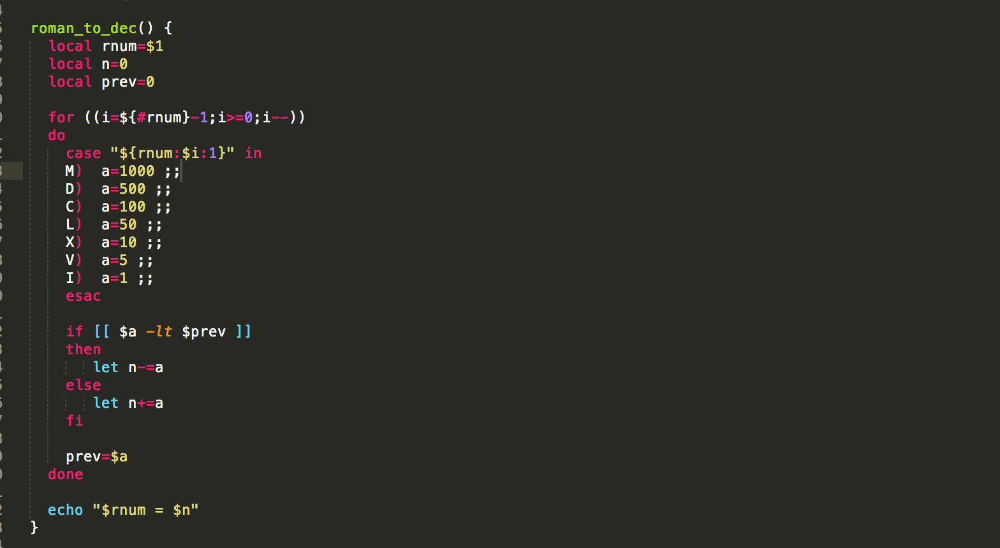 roman_to_dec() {
  local rnum=$1
  local n=0
  local prev=0

  for ((i=${#rnum}-1;i>=0;i--))
  do
    case "${rnum:$i:1}" in
    M)  a=1000 ;;
    D)  a=500 ;;
    C)  a=100 ;;
    L)  a=50 ;;
    X)  a=10 ;;
    V)  a=5 ;;
    I)  a=1 ;;
    esac

    if [[ $a -lt $prev ]]
    then
       let n-=a
    else
       let n+=a
    fi

    prev=$a
  done

  echo "$rnum = $n"
}